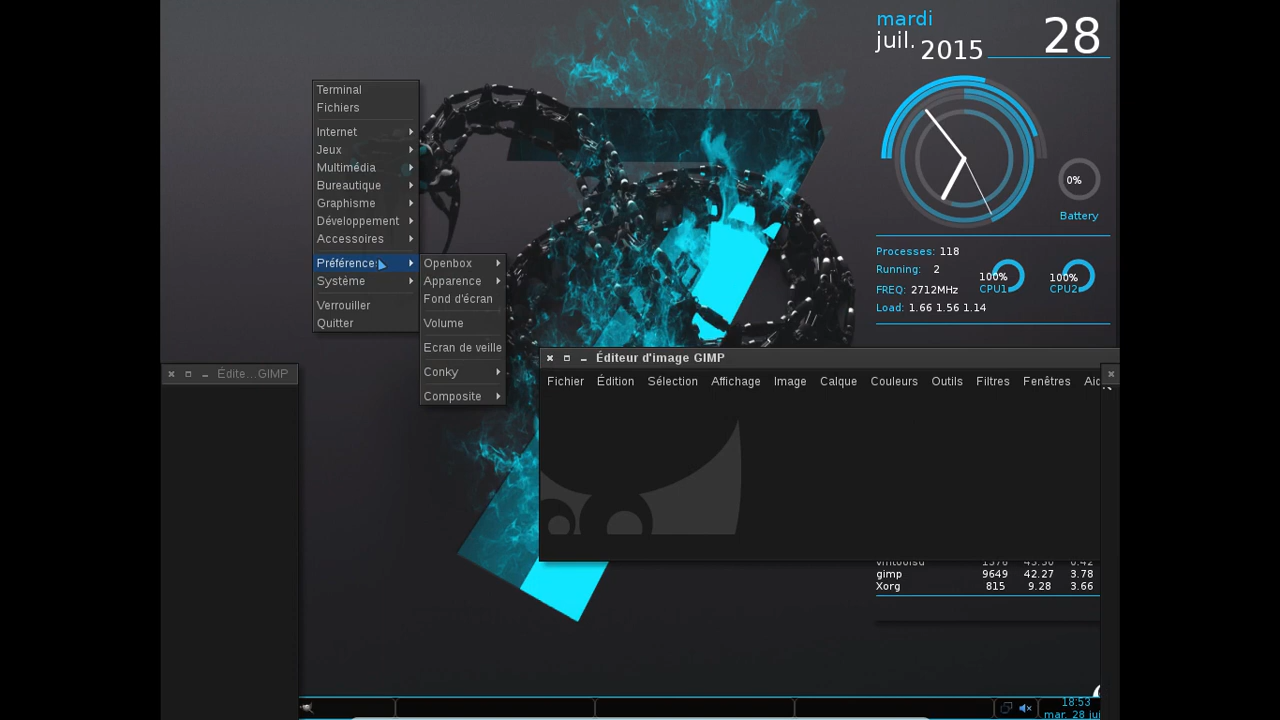 mardi
juil. 2015 28
Terminal
Fichiers
Internet
Jeux
Multimédia
Bureautique
Graphisme
Développement
Accessoires
Préférences
Système
Verrouiller
Quitter
Openbox
Apparence
Fond d'écran
Volume
Ecran de veille
Conky
Composite
0%
Battery
Processes: 118
Running: 2
FREQ: 2712MHz
Load: 1.66 1.56 1.14
100%
CPU1
100%
CPU2
Édite...GIMP
Éditeur d'image GIMP
Fichier Édition Sélection Affichage Image Calque Couleurs Outils Filtres Fenêtres
gimp 9649 42.27 3.78
Xorg 815 9.28 3.66
18:53
mar. 28 jui